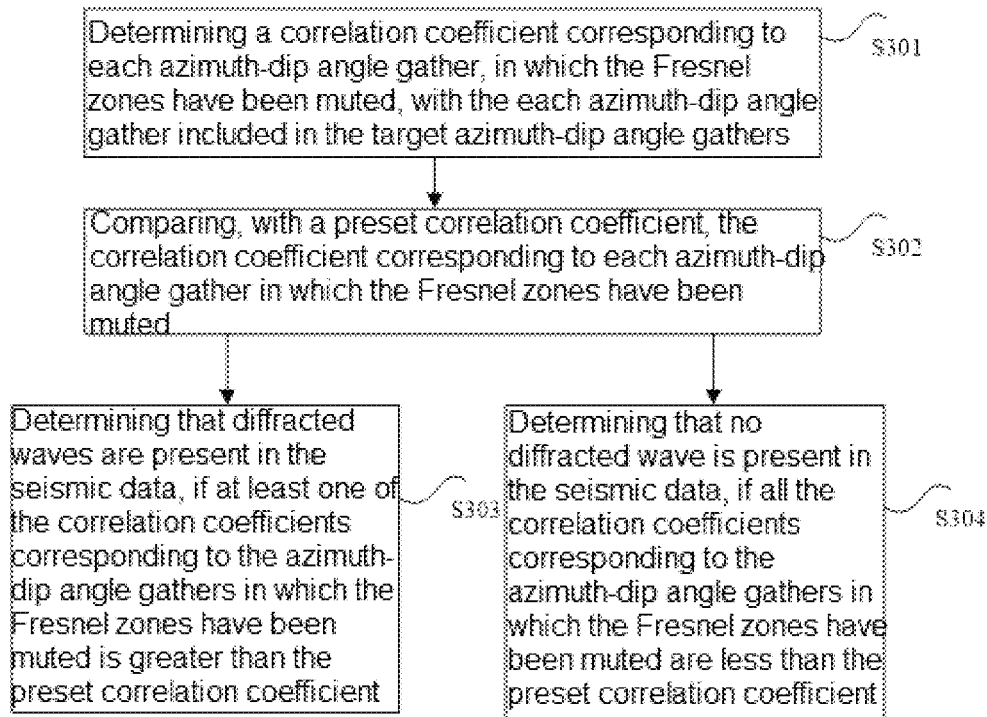 Determining a correlation coefficient corresponding to
each azimuth-dip angle gather, in which the Fresnel
zones have been muted, with the each azimuth-dip angle
gather included in the target azimuth-dip angle gathers
S301
Comparing, with a preset correlation coefficient, the
correlation coefficient corresponding to each azimuth-dip
angle gather in which the Fresnel zones have been
muted
S302
Determining that diffracted
waves are present in the
seismic data, if at least one of
the correlation coefficients
corresponding to the azimuth-
dip angle gathers in which the
Fresnel zones have been
muted is greater than the
preset correlation coefficient
S303
Determining that no
diffracted wave is present in
the seismic data, if all the
correlation coefficients
corresponding to the
azimuth-dip angle gathers in
which the Fresnel zones have
been muted are less than the
preset correlation coefficient
S304